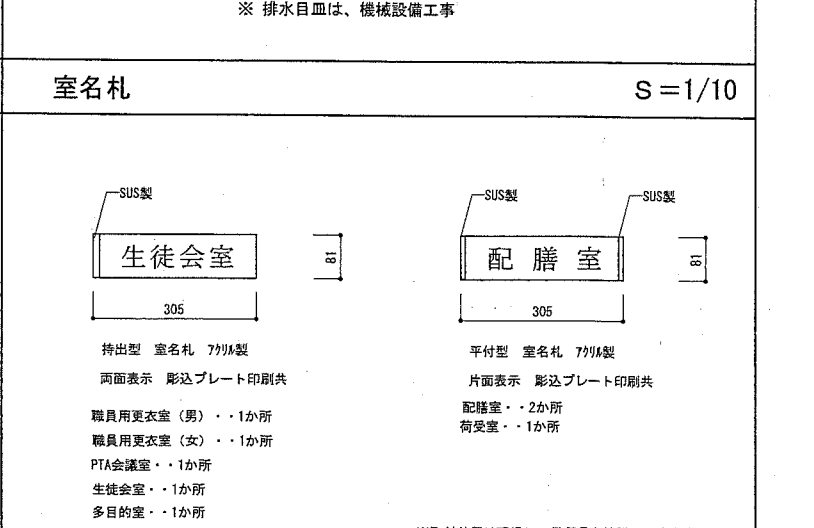 ※ 排水目皿は、機械設備工事
室名札
S=1/10
SUS製
生徒会室
81
305
持出型 室名札 アクリル製
両面表示 彫込プレート印刷共
職員用更衣室(男)・・1か所
職員用更衣室(女)・・1か所
PTA会議室・・1か所
生徒会室・・1か所
多目的室・・1か所
SUS製
SUS製
配膳室
81
305
平付型 室名札 アクリル製
片面表示 彫込プレート印刷共
配膳室・・2か所
荷受室・・1か所